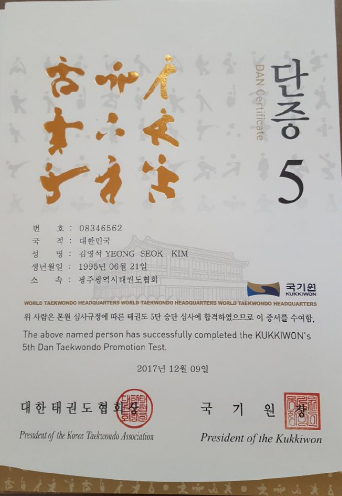 단증
DAN Certificate
5
번 호 : 08346562
국 적 : 대한민국
성 명 : 김영석 YEONG SEOK KIM
생년월일 : 1995년 06월 21일
소 속 : 광주광역시태권도협회
국기원
KUKKIWON
WORLD TAEKWONDO HEADQUARTERS WORLD TAEKWONDO HEADQUARTERS WORLD TAEKWONDO HEADQUARTERS
위 사람은 본원 심사규정에 따른 태권도 5단 승단 심사에 합격하였으므로 이 증서를 수여함.
The above named person has successfully completed the KUKKIWON's
5th Dan Taekwondo Promotion Test.
2017년 12월 09일
대한태권도협회장
President of the Korea Taekwondo Association
국기원장
President of the Kukkiwon